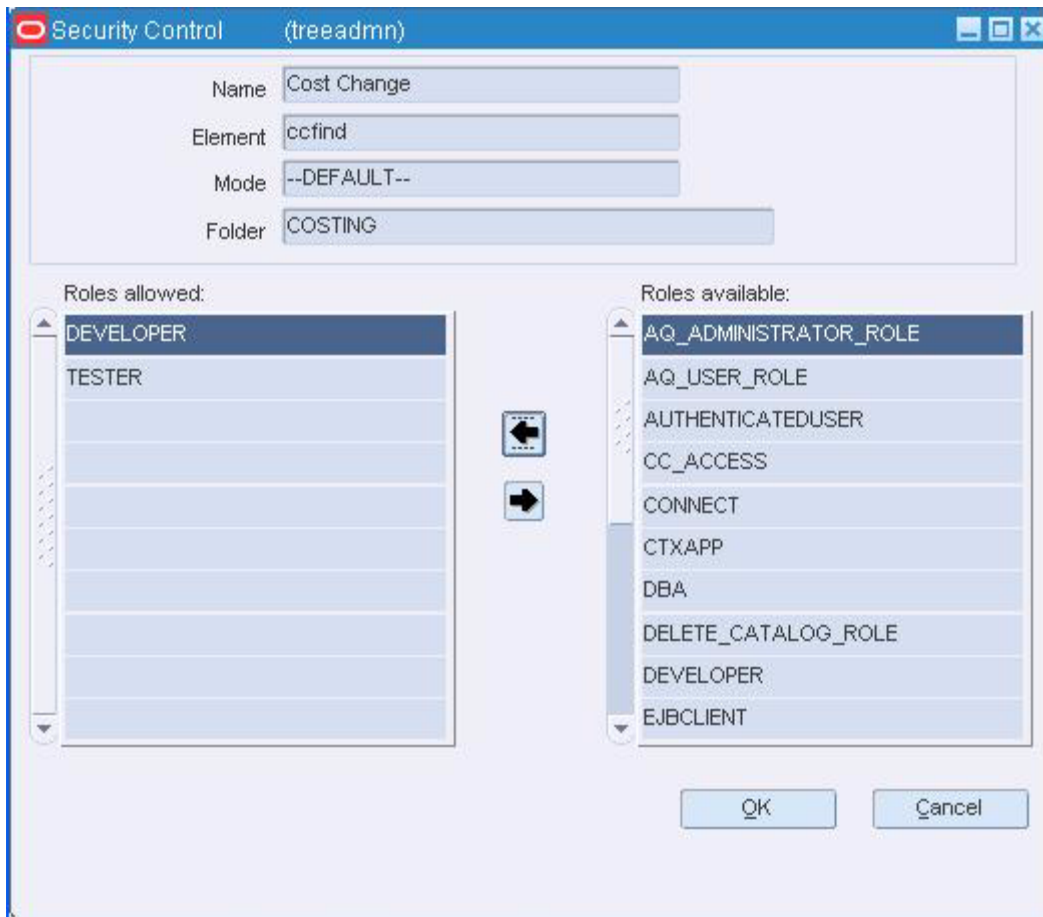 Security Control (treeadmn)
Name Cost Change
Element ccfind
Mode --DEFAULT--
Folder COSTING
Roles allowed:
DEVELOPER
TESTER
Roles available:
AQ_ADMINISTRATOR_ROLE
AQ_USER_ROLE
AUTHENTICATEDUSER
CC_ACCESS
CONNECT
CTXAPP
DBA
DELETE_CATALOG_ROLE
DEVELOPER
EJBCLIENT
OK Cancel